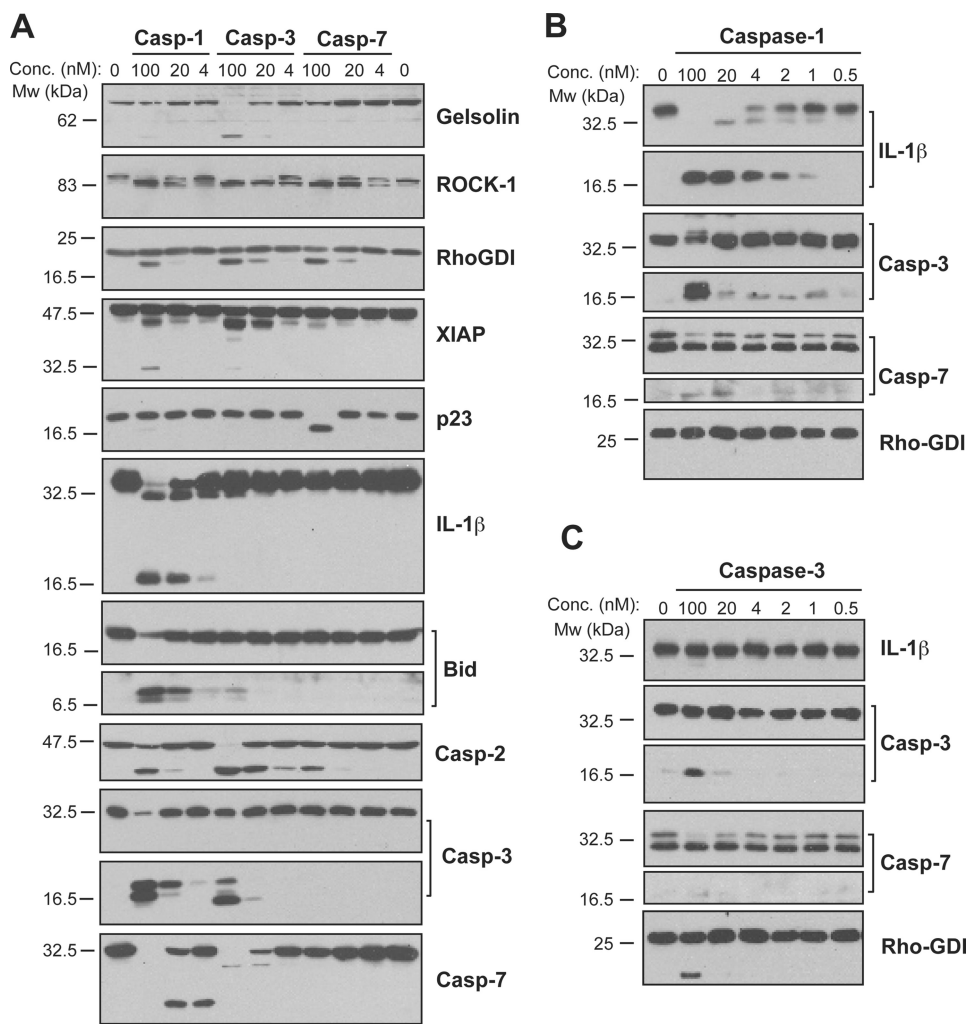 A
Casp-1 Casp-3 Casp-7
Conc. (nM): 0 100 20 4 100 20 4 100 20 4 0
Mw (kDa)
62
Gelsolin
83
ROCK-1
25
16.5
RhoGDI
47.5
32.5
XIAP
16.5
p23
32.5
16.5
IL-1β
16.5
6.5
Bid
47.5
Casp-2
32.5
16.5
Casp-3
32.5
Casp-7
B
Caspase-1
Conc. (nM): 0 100 20 4 2 1 0.5
Mw (kDa)
32.5
16.5
IL-1β
32.5
16.5
Casp-3
32.5
16.5
Casp-7
25
Rho-GDI
C
Caspase-3
Conc. (nM): 0 100 20 4 2 1 0.5
Mw (kDa)
32.5
IL-1β
32.5
16.5
Casp-3
32.5
16.5
Casp-7
25
Rho-GDI